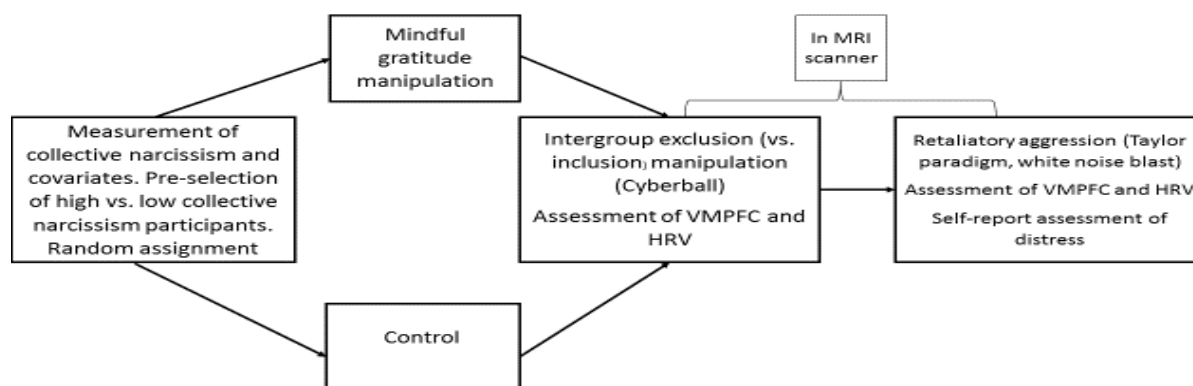 Measurement of
collective narcissism and
covariates. Pre-selection
of high vs. low collective
narcissism participants.
Random assignment
Mindful
gratitude
manipulation
Control
In MRI
scanner
Intergroup exclusion (vs.
inclusion) manipulation
(Cyberball)
Assessment of VMPFC and
HRV
Retaliatory aggression (Taylor
paradigm, white noise blast)
Assessment of VMPFC and HRV
Self-report assessment of
distress